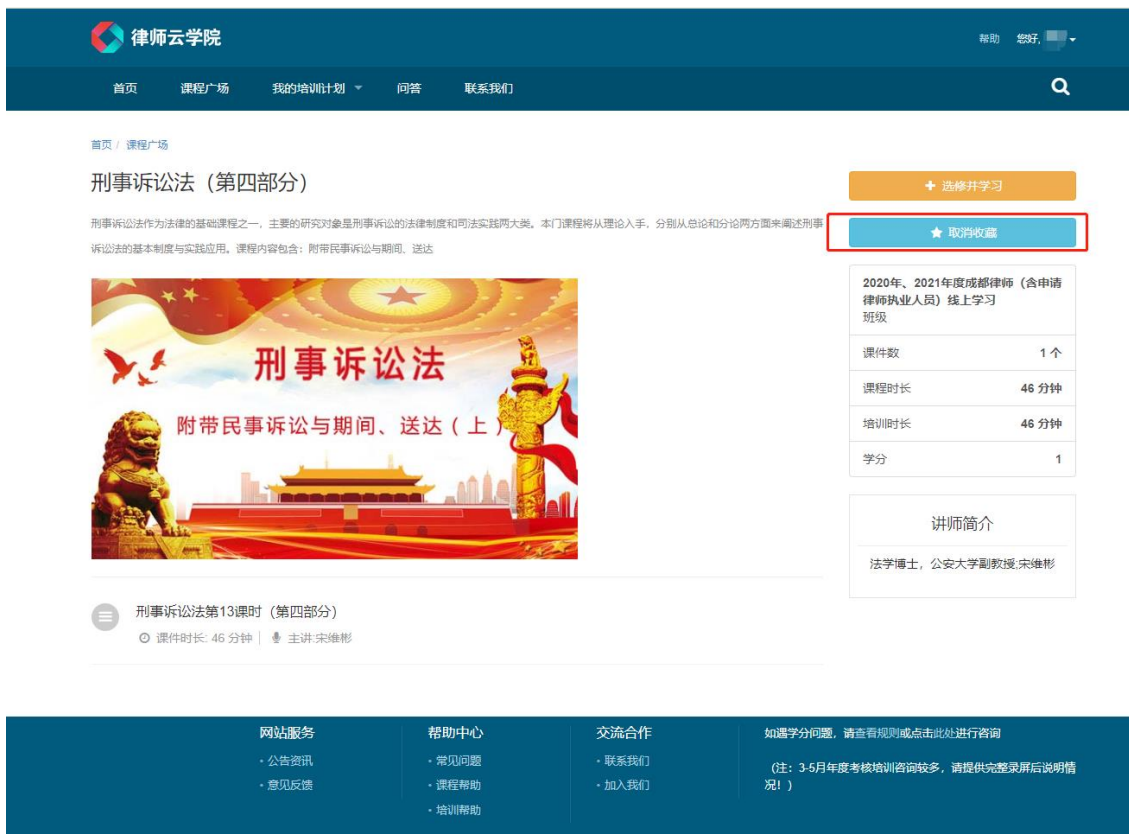 律师云学院
帮助 您好,
首页 课程广场 我的培训计划 问答 联系我们
首页 / 课程广场
刑事诉讼法（第四部分）
刑事诉讼法作为法律的基础课程之一，主要的研究对象是刑事诉讼的法律制度和司法实践两大类。本门课程将从理论入手，分别从总论和分论两方面来阐述刑事
诉讼法的基本制度与实践应用。课程内容包含：附带民事诉讼与期间、送达
刑事诉讼法
附带民事诉讼与期间、送达（上）
刑事诉讼法第13课时（第四部分）
课件时长: 46 分钟 主讲:宋维彬
选修并学习
取消收藏
2020年、2021年度成都律师（含申请
律师执业人员）线上学习
班级
课件数 1 个
课程时长 46 分钟
培训时长 46 分钟
学分 1
讲师简介
法学博士，公安大学副教授;宋维彬
网站服务
· 公告资讯
· 意见反馈
帮助中心
· 常见问题
· 课程帮助
· 培训帮助
交流合作
· 联系我们
· 加入我们
如遇学分问题，请查看规则或点击此处进行咨询
（注：3-5月年度考核培训咨询较多，请提供完整录屏后说明情
况！）